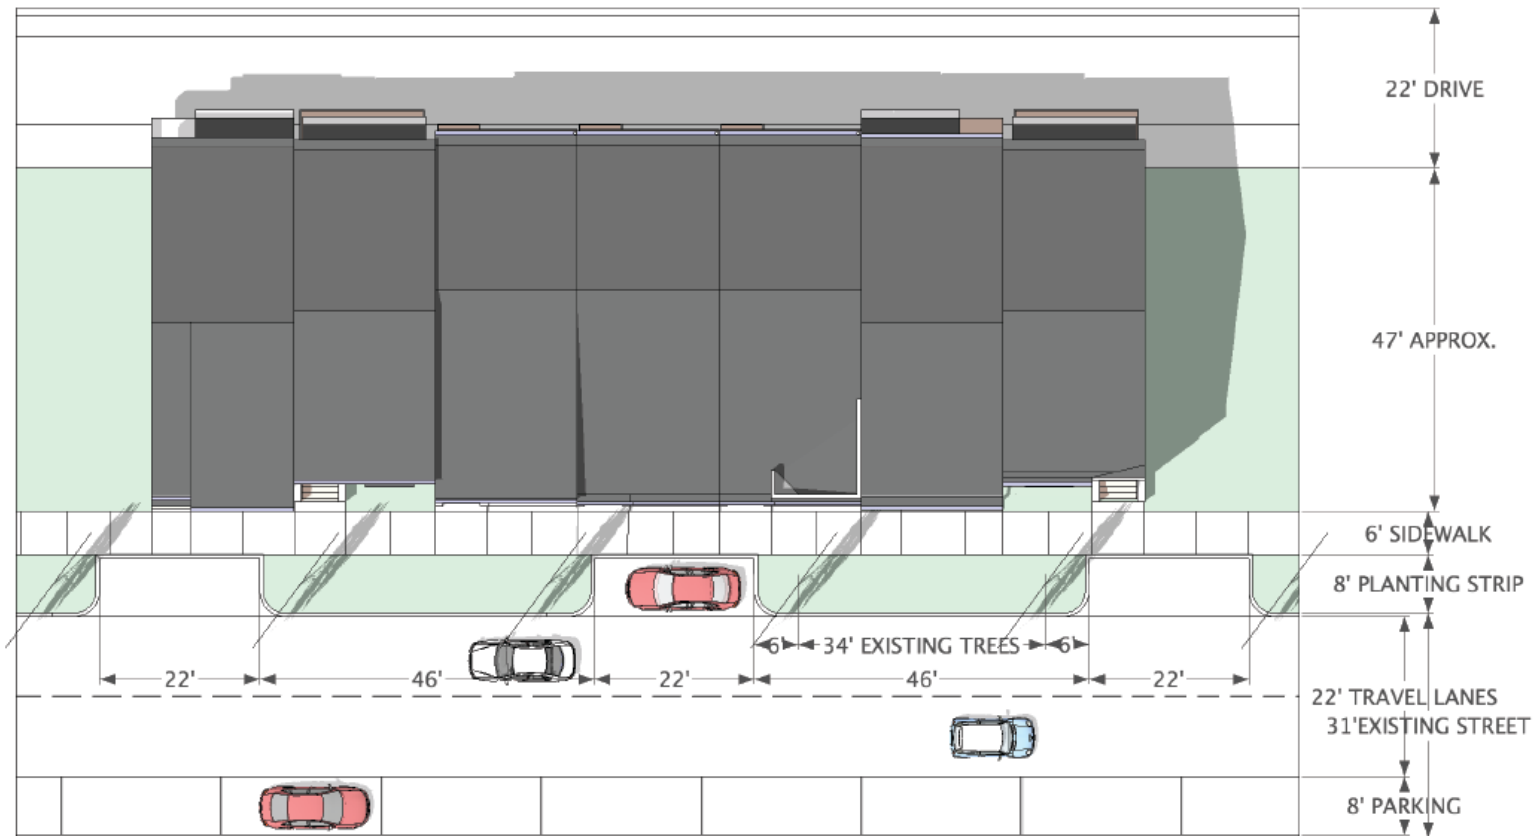 22' DRIVE
47' APPROX.
6' SIDEWALK
8' PLANTING STRIP
6' 34' EXISTING TREES 6'
22' 46' 22' 46' 22'
22' TRAVEL LANES
31'EXISTING STREET
8' PARKING